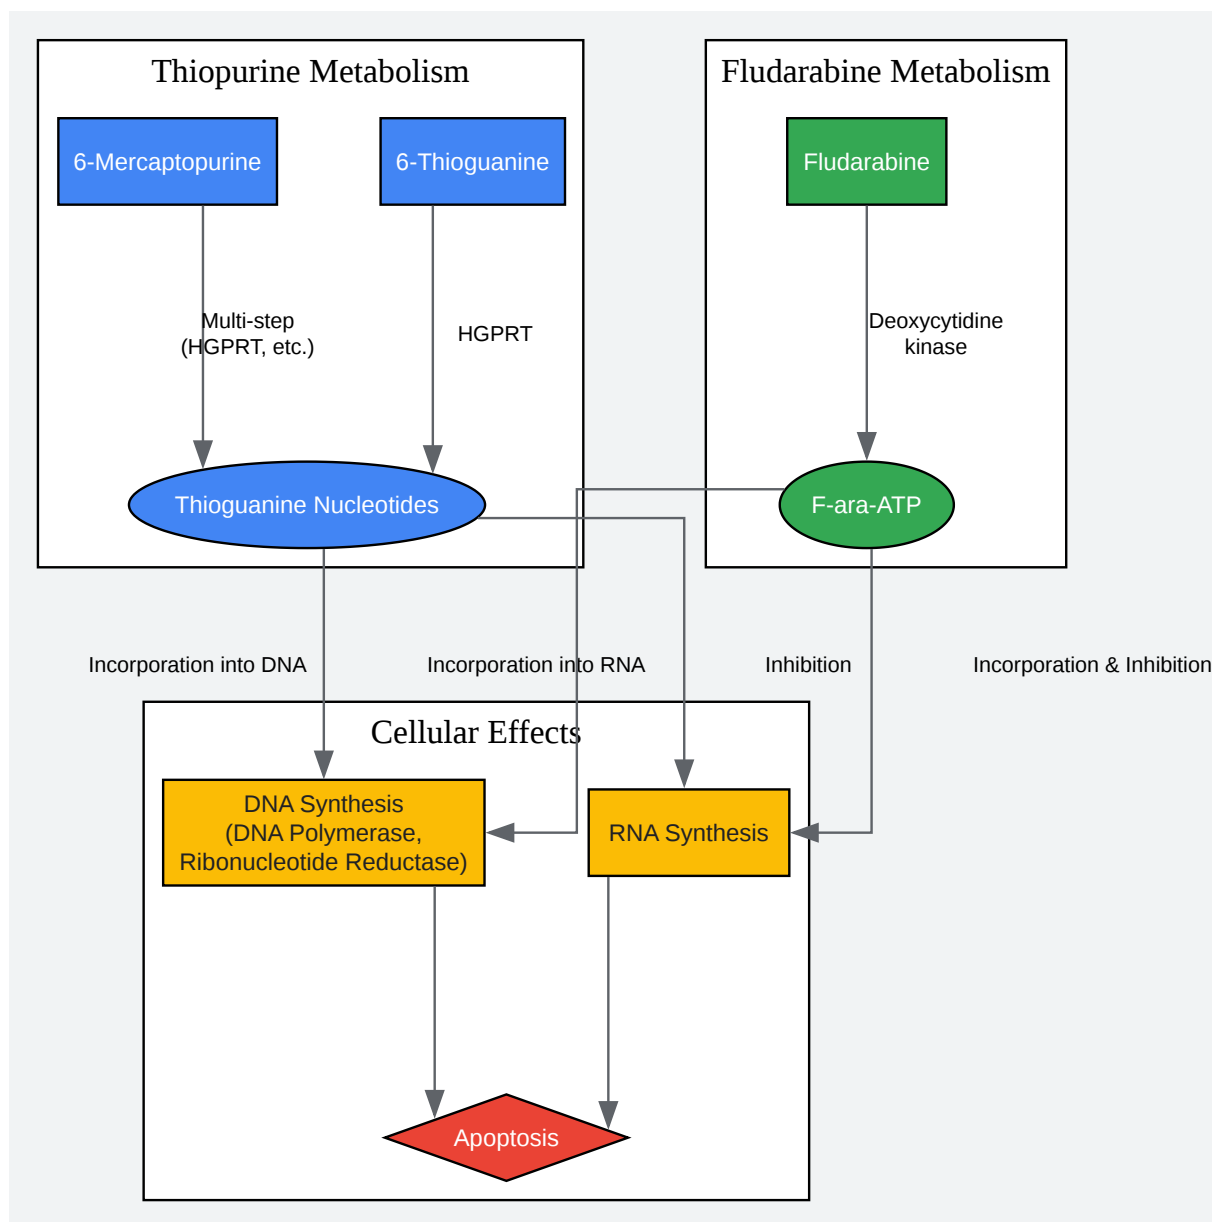 Thiopurine Metabolism
Fludarabine Metabolism
6-Mercaptopurine
6-Thioguanine
Fludarabine
Multi-step
(HGPRT, etc.)
HGPRT
Deoxycytidine
kinase
Thioguanine Nucleotides
F-ara-ATP
Incorporation into DNA
Incorporation into RNA
Inhibition
Incorporation & Inhibition
Cellular Effects
DNA Synthesis
(DNA Polymerase,
Ribonucleotide Reductase)
RNA Synthesis
Apoptosis